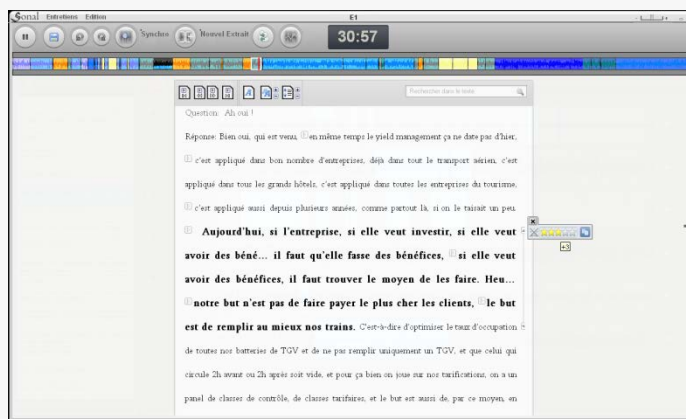 Sonal Entretiens Edition
E1
Synchro
Nouvel Extrait
30:57
Rechercher dans le texte
Question: Ah oui !
Réponse: Bien oui, qui est venu, en même temps le yield management ça ne date pas d'hier,
c'est appliqué dans bon nombre d'entreprises, déjà dans tout le transport aérien, c'est
appliqué dans tous les grands hôtels, c'est appliqué dans toutes les entreprises du tourisme,
c'est appliqué aussi depuis plusieurs années, comme partout là, si on le taisait un peu.
Aujourd'hui, si l'entreprise, si elle veut investir, si elle veut
avoir des béné... il faut qu'elle fasse des bénéfices, si elle veut
avoir des bénéfices, il faut trouver le moyen de les faire. Heu...
notre but n'est pas de faire payer le plus cher les clients, le but
est de remplir au mieux nos trains. C'est-à-dire d'optimiser le taux d'occupation
+3
de toutes nos batteries de TGV et de ne pas remplir uniquement un TGV, et que celui qui
circule 2h avant ou 2h après soit vide, et pour ça bien on joue sur nos tarifications, on a un
panel de classes de contrôle, de classes tarifaires, et le but est aussi de, par ce moyen, en